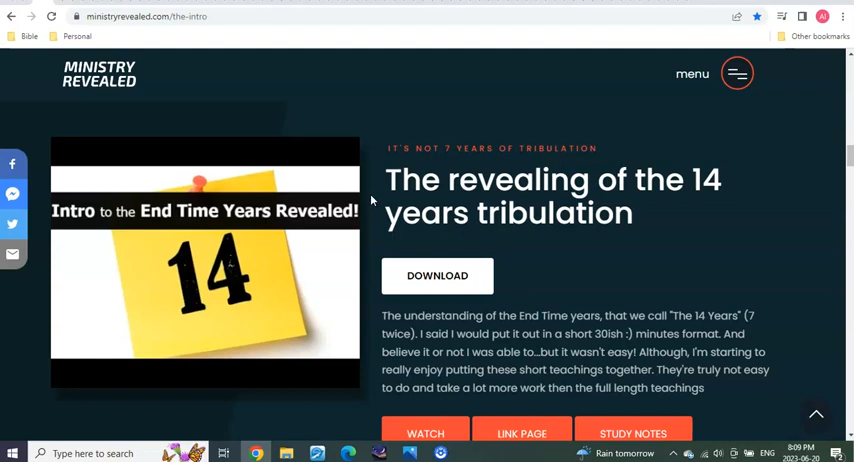 ministryrevealed.com/the-intro
Bible
Personal
Other bookmarks
MINISTRY
REVEALED
menu
IT'S NOT 7 YEARS OF TRIBULATION
The revealing of the 14
years tribulation
Intro to the End Time Years Revealed!
14
DOWNLOAD
The understanding of the End Time years, that we call "The 14 Years" (7
twice). I said I would put it out in a short 30ish :) minutes format. And
believe it or not I was able to...but it wasn't easy! Although, I'm starting to
really enjoy putting these short teachings together. They're truly not easy
to do and take a lot more work then the full length teachings
WATCH
LINK PAGE
STUDY NOTES
Type here to search
Rain tomorrow
ENG
8:09 PM
2023-06-20
Al
2